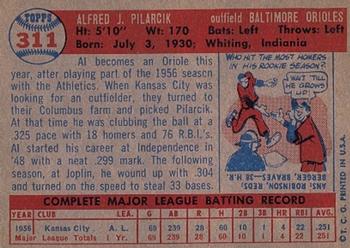 TOPPS
311
ALFRED J. PILARCIK
outfield BALTIMORE ORIOLES
Ht: 5'10" Wt: 170
Bats: Left Throws: Left
Born: July 3, 1930; Whiting, Indiania
Al becomes an Oriole this
year, after playing part of the 1956
season with the Athletics. When Kansas City was
looking for an outfielder, they turned to their
Columbus farm and picked Pilarcik.
At that time he was clubbing the ball at a
.325 pace with 18 homers and 76 R.B.I.'s.
Al started his career at Independence in
'48 with a neat .299 mark. The following
season, at Joplin, he wound up with .304
and turned on the speed to steal 33 bases.
WHO HIT THE MOST HOMERS
IN HIS ROOKIE SEASON?
WAIT TILL
HE GROWS
UP!
ANS: ROBINSON, REDS
BERGER, BRAVES-38 H.R.
COMPLETE MAJOR LEAGUE BATTING RECORD
YEAR TEAM LEA G AB R H 2B 3B HR RBI AVG
1956 Kansas City A. L. 69 239 28 60 10 1 4 22 .251
Major League Totals 1 Yr. 69 239 28 60 10 1 4 22 .251
© T. C. G. PRINTED IN U.S.A.